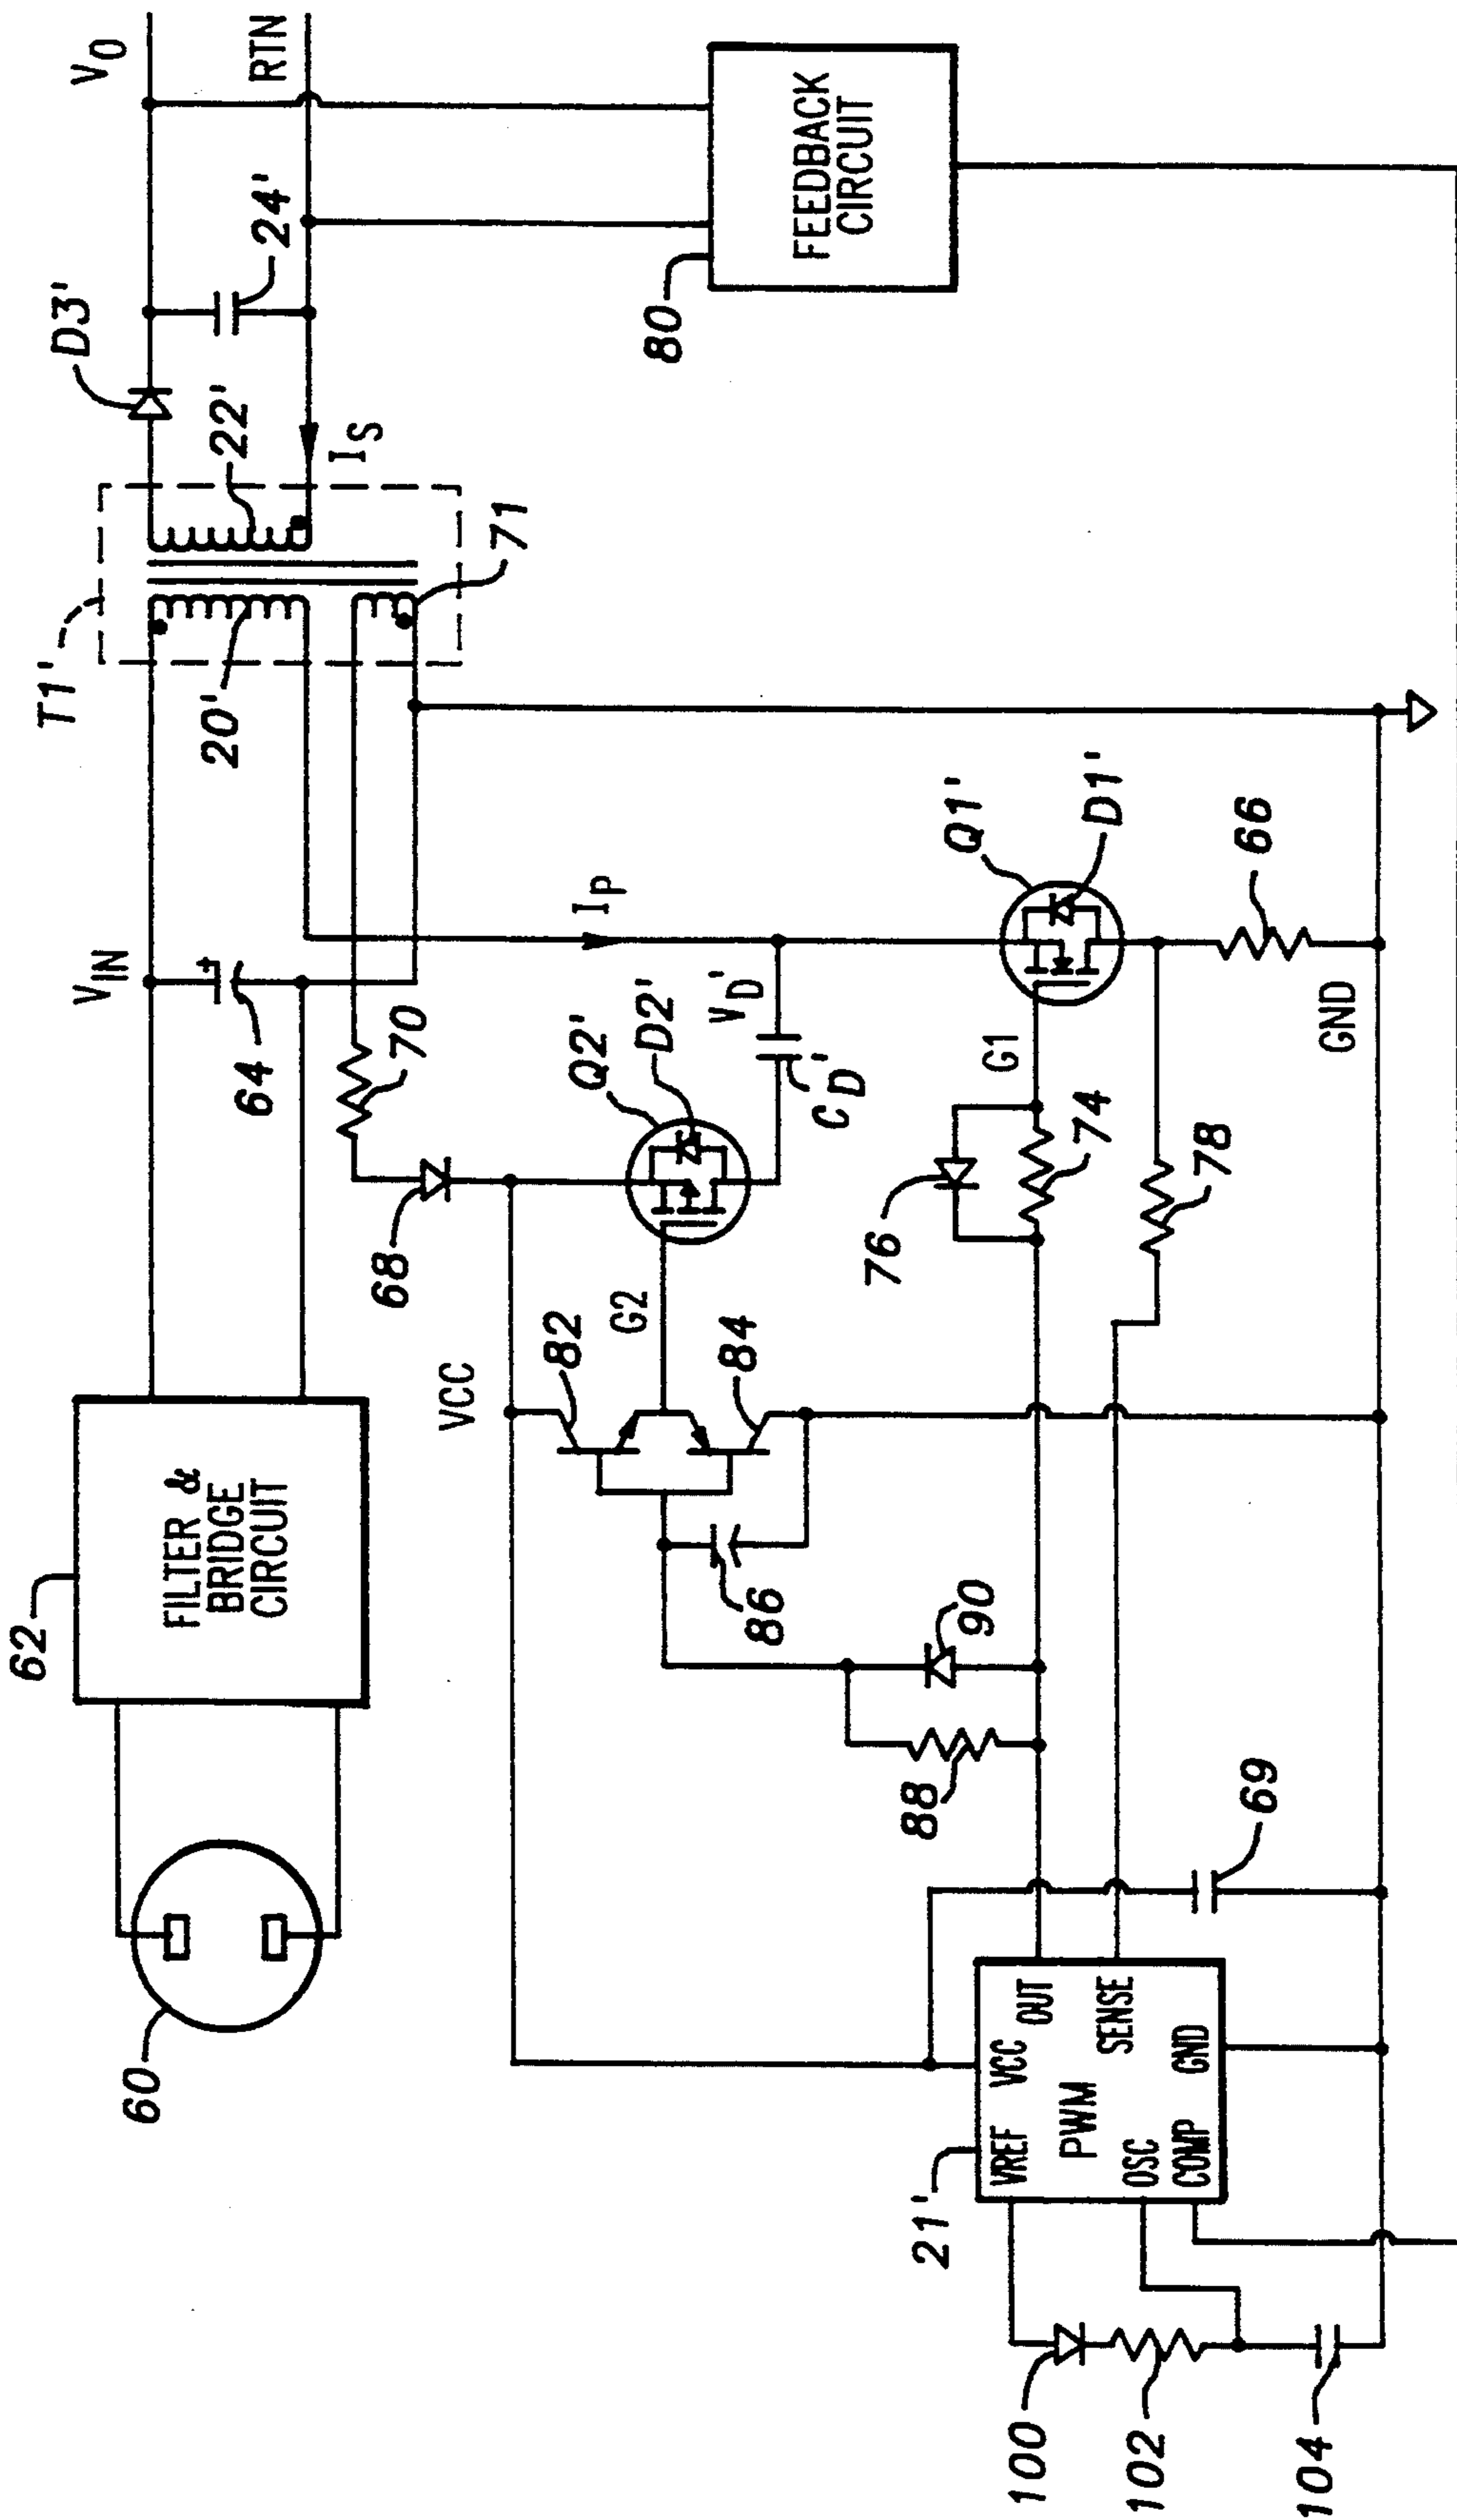 60
62
FILTER &
BRIDGE
CIRCUIT
VIN
64
T1'
20'
22'
D3'
24'
VO
RTN
IS
71
70
68
VCC
82
G2
Q2'
D2'
VD'
CD'
IP
84
86
80
FEEDBACK
CIRCUIT
88
90
76
74
G1
Q1'
D1'
78
66
GND
21'
VREF
VCC
OUT
PWM
SENSE
OSC
COMP
GND
69
100
102
104